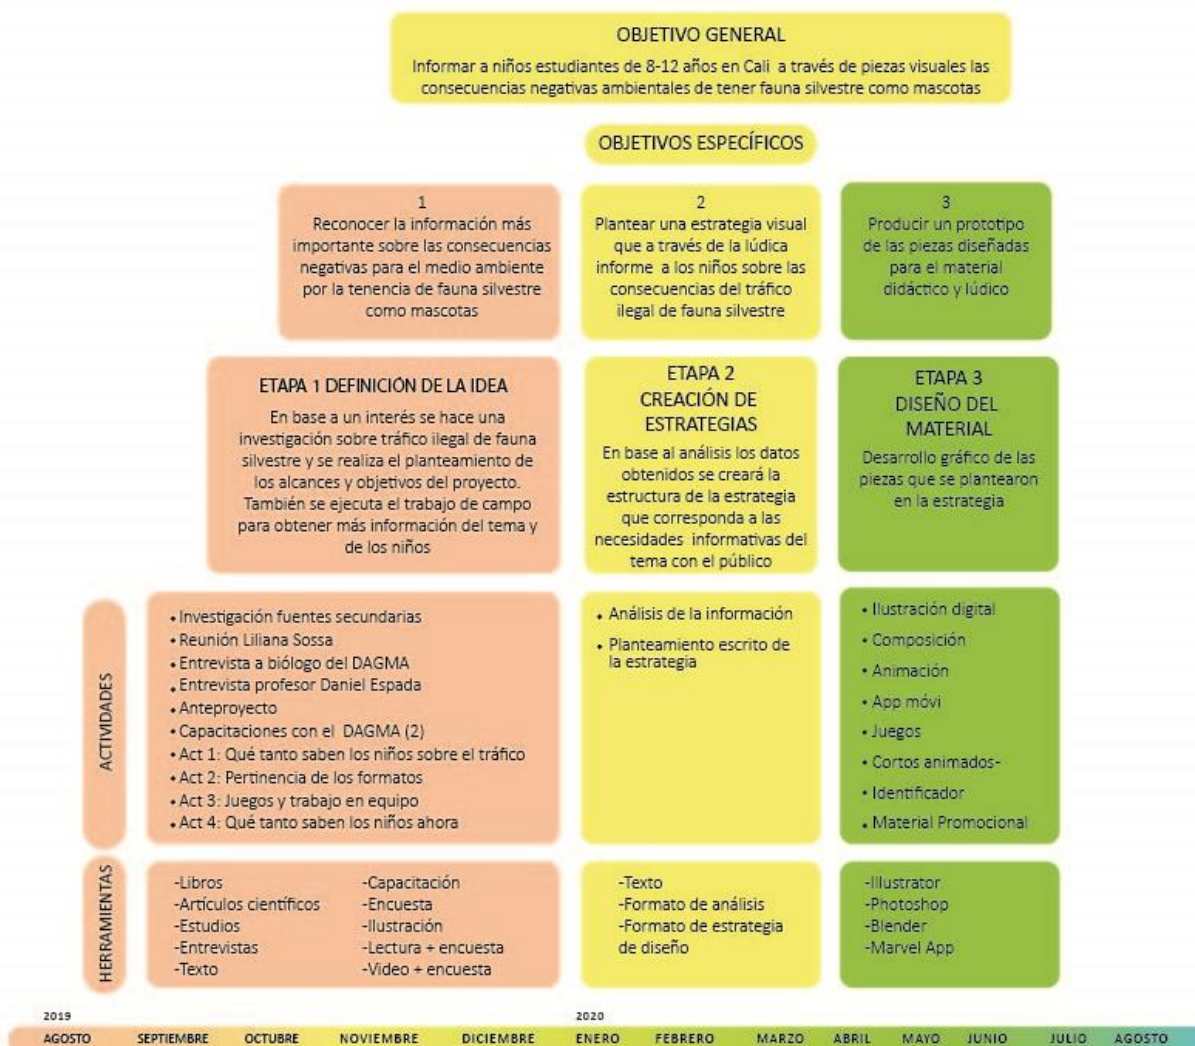 OBJETIVO GENERAL
Informar a niños estudiantes de 8-12 años en Cali a través de piezas visuales las
consecuencias negativas ambientales de tener fauna silvestre como mascotas
OBJETIVOS ESPECÍFICOS
1
Reconocer la información más
importante sobre las consecuencias
negativas para el medio ambiente
por la tenencia de fauna silvestre
como mascotas
2
Plantear una estrategia visual
que a través de la lúdica
informe a los niños sobre las
consecuencias del tráfico
ilegal de fauna silvestre
3
Producir un prototipo
de las piezas diseñadas
para el material
didáctico y lúdico
ETAPA 1 DEFINICIÓN DE LA IDEA
En base a un interés se hace una
investigación sobre tráfico ilegal de fauna
silvestre y se realiza el planteamiento de
los alcances y objetivos del proyecto.
También se ejecuta el trabajo de campo
para obtener más información del tema y
de los niños
ETAPA 2
CREACIÓN DE
ESTRATEGIAS
En base al análisis los datos
obtenidos se creará la
estructura de la estrategia
que corresponda a las
necesidades informativas del
tema con el público
ETAPA 3
DISEÑO DEL
MATERIAL
Desarrollo gráfico de las
piezas que se plantearon
en la estrategia
ACTIVIDADES
• Investigación fuentes secundarias
• Reunión Liliana Sossa
• Entrevista a biólogo del DAGMA
• Entrevista profesor Daniel Espada
• Anteproyecto
• Capacitaciones con el DAGMA (2)
• Act 1: Qué tanto saben los niños sobre el tráfico
• Act 2: Pertinencia de los formatos
• Act 3: Juegos y trabajo en equipo
• Act 4: Qué tanto saben los niños ahora
• Análisis de la información
• Planteamiento escrito de
la estrategia
• Ilustración digital
• Composición
• Animación
• App móvi
• Juegos
• Cortos animados-
• Identificador
• Material Promocional
HERRAMIENTAS
-Libros
-Artículos científicos
-Estudios
-Entrevistas
-Texto
-Capacitación
-Encuesta
-Ilustración
-Lectura + encuesta
-Video + encuesta
-Texto
-Formato de análisis
-Formato de estrategia
de diseño
-Illustrator
-Photoshop
-Blender
-Marvel App
2019
2020
AGOSTO SEPTIEMBRE OCTUBRE NOVIEMBRE DICIEMBRE ENERO FEBRERO MARZO ABRIL MAYO JUNIO JULIO AGOSTO